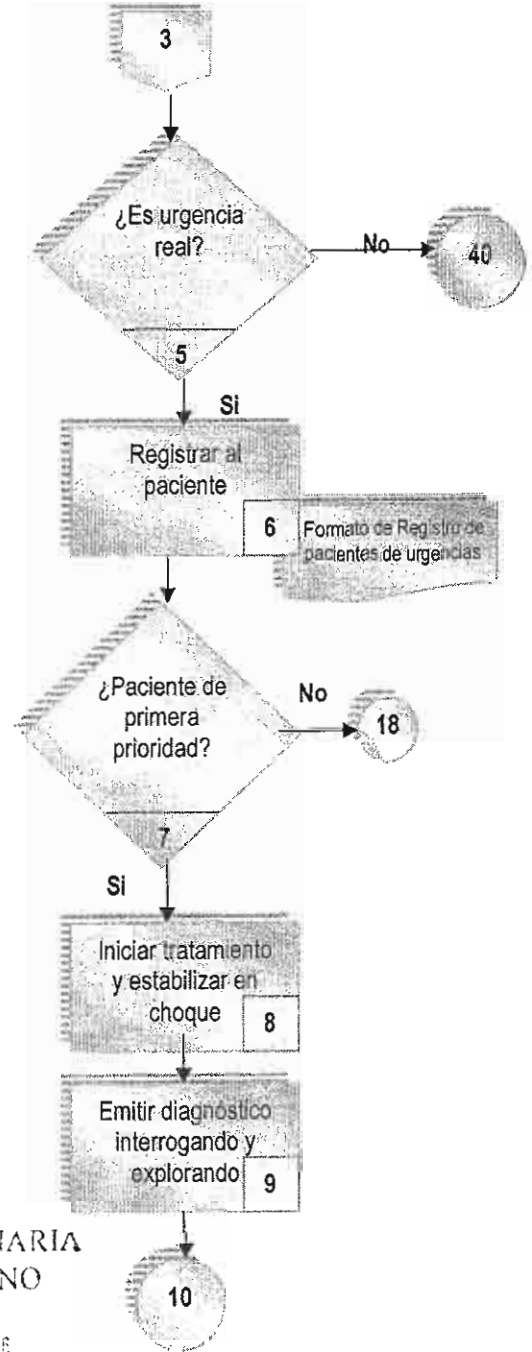 3
¿Es urgencia
real?
No
40
5
Si
Registrar al
paciente
6
Formato de Registro de
pacientes de urgencias
¿Paciente de
primera
prioridad?
No
18
7
Si
Iniciar tratamiento
y estabilizar en
choque
8
Emitir diagnóstico
interrogando y
explorando
9
NO
10